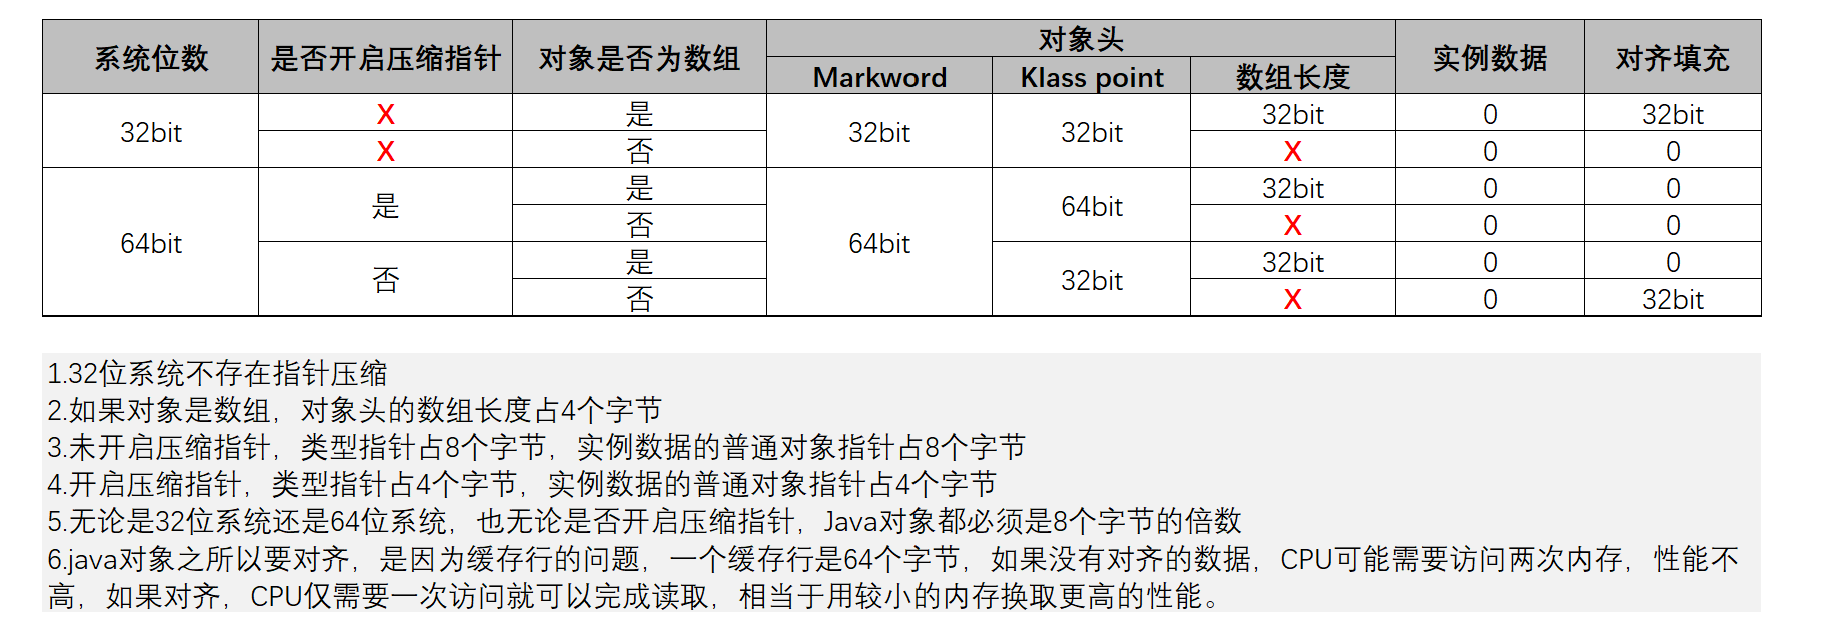 系统位数 是否开启压缩指针 对象是否为数组 对象头 实例数据 对齐填充
Markword Klass point 数组长度
32bit X 是 32bit 32bit 32bit 0 32bit
X 否 X 0 0
64bit 是 是 64bit 64bit 32bit 0 0
否 X 0 0
否 是 32bit 32bit 0 0
否 X 0 32bit
1.32位系统不存在指针压缩
2.如果对象是数组，对象头的数组长度占4个字节
3.未开启压缩指针，类型指针占8个字节，实例数据的普通对象指针占8个字节
4.开启压缩指针，类型指针占4个字节，实例数据的普通对象指针占4个字节
5.无论是32位系统还是64位系统，也无论是否开启压缩指针，Java对象都必须是8个字节的倍数
6.java对象之所以要对齐，是因为缓存行的问题，一个缓存行是64个字节，如果没有对齐的数据，CPU可能需要访问两次内存，性能不
高，如果对齐，CPU仅需要一次访问就可以完成读取，相当于用较小的内存换取更高的性能。